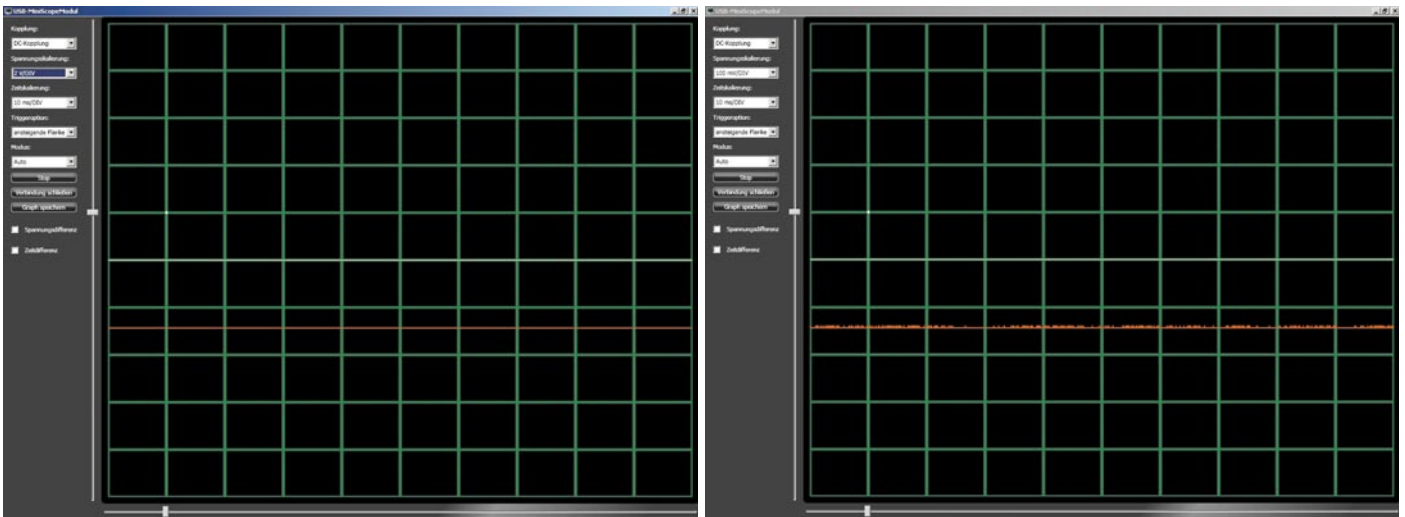 USB-MiniScopeModul
Kopplung:
DC-Kopplung
Spannungsskalierung:
2 V/DIV
Zeitskalierung:
10 ms/DIV
Triggeroption:
ansteigende Flanke
Modus:
Auto
Stop
Verbindung schließen
Graph speichern
Spannungsdifferenz
Zeitdifferenz
USB-MiniScopeModul
Kopplung:
DC-Kopplung
Spannungsskalierung:
100 mV/DIV
Zeitskalierung:
10 ms/DIV
Triggeroption:
ansteigende Flanke
Modus:
Auto
Stop
Verbindung schließen
Graph speichern
Spannungsdifferenz
Zeitdifferenz